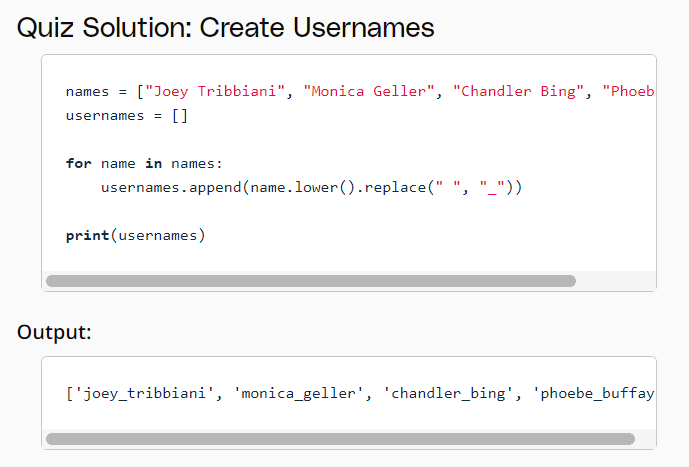 Quiz Solution: Create Usernames
names = ["Joey Tribbiani", "Monica Geller", "Chandler Bing", "Phoeb
usernames = []
for name in names:
    usernames.append(name.lower().replace(" ", "_"))
print(usernames)
Output:
['joey_tribbiani', 'monica_geller', 'chandler_bing', 'phoebe_buffay